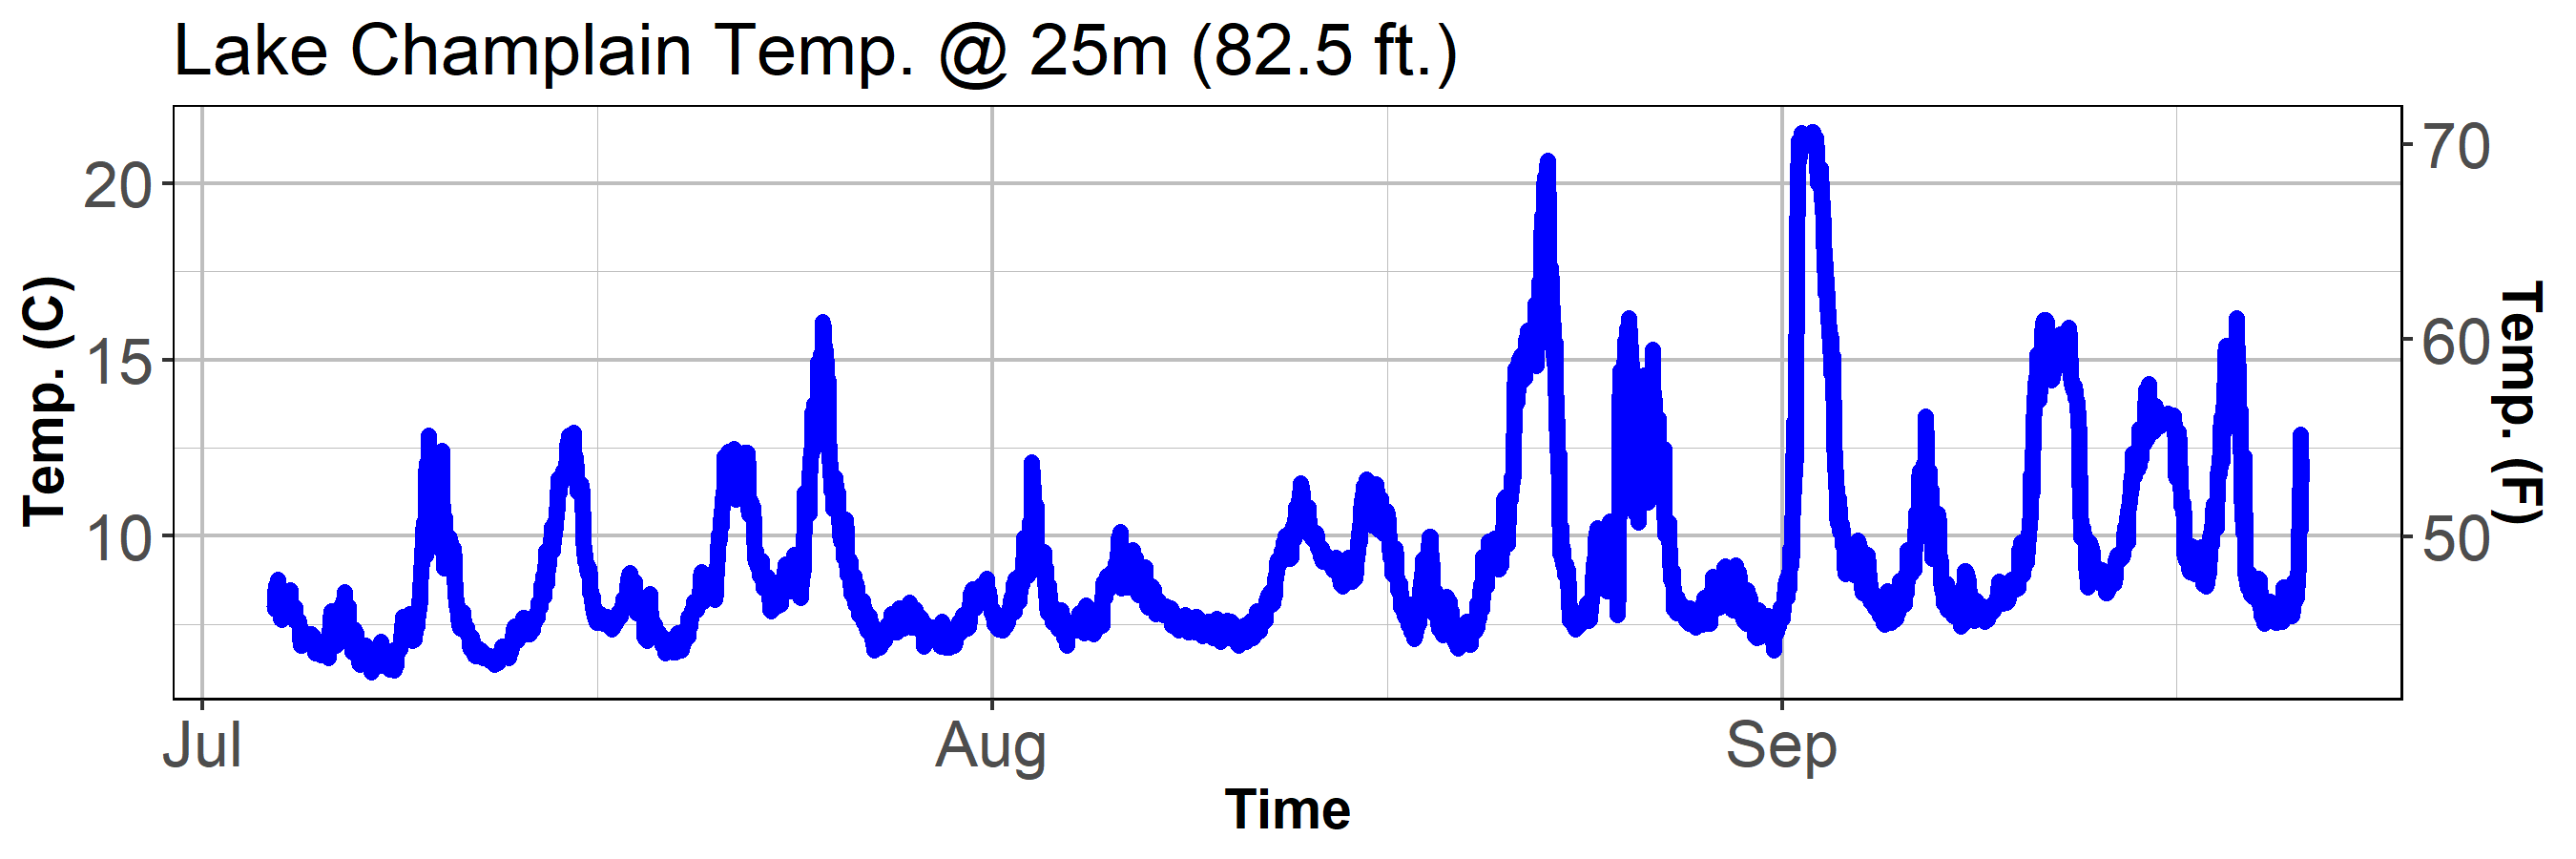 Lake Champlain Temp. @ 25m (82.5 ft.)
Temp. (C)
20
15
10
70
60
50
Temp. (F)
Jul Aug Sep
Time